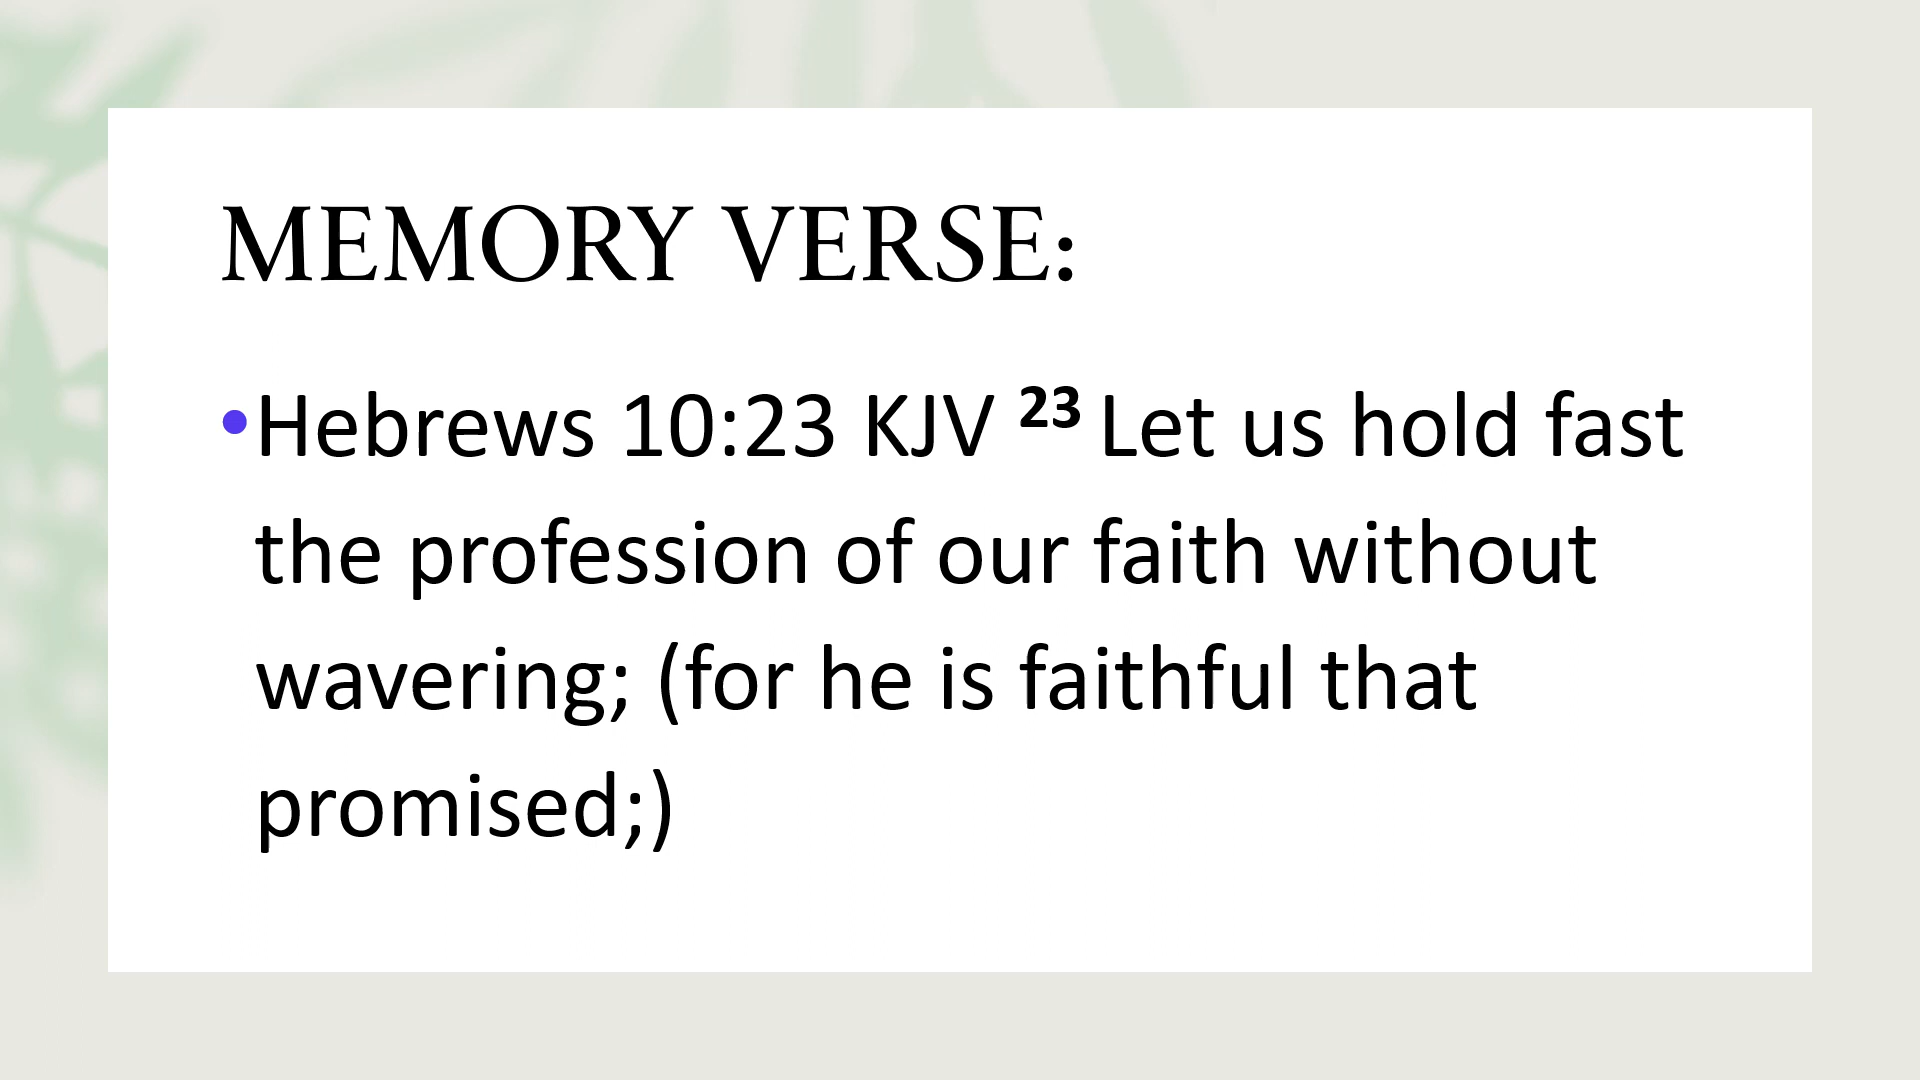 MEMORY VERSE:
•Hebrews 10:23 KJV ²³ Let us hold fast
the profession of our faith without
wavering; (for he is faithful that
promised;)